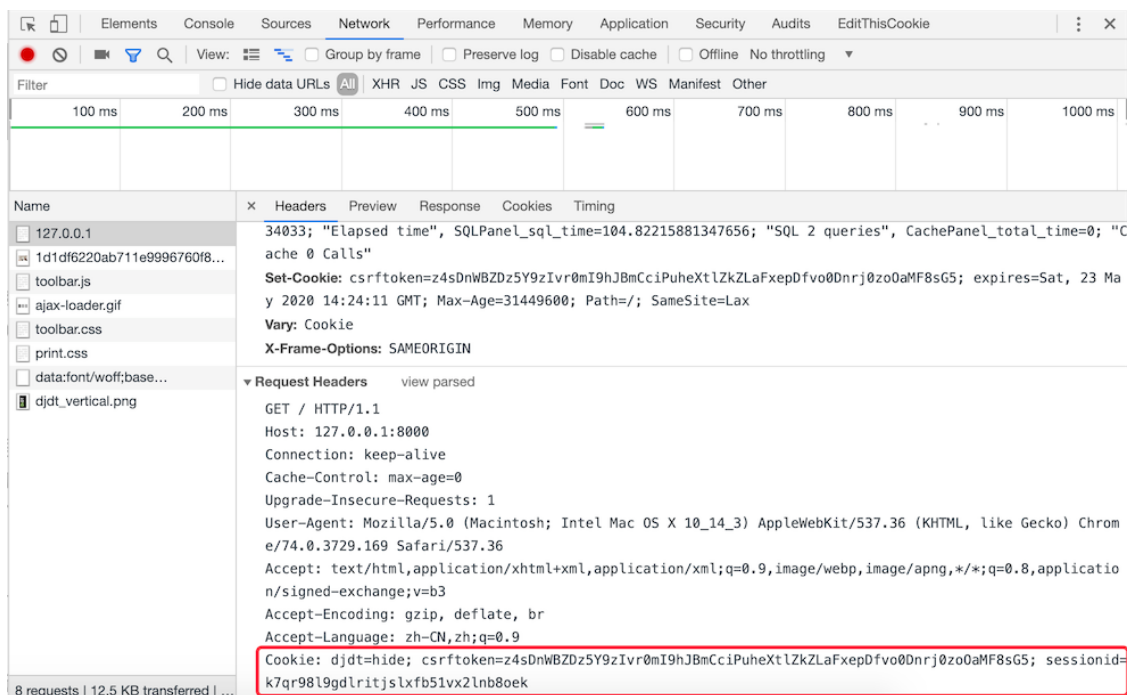 Elements Console Sources Network Performance Memory Application Security Audits EditThisCookie
View: Group by frame Preserve log Disable cache Offline No throttling
Filter Hide data URLs All XHR JS CSS Img Media Font Doc WS Manifest Other
100 ms 200 ms 300 ms 400 ms 500 ms 600 ms 700 ms 800 ms 900 ms 1000 ms
Name
127.0.0.1
1d1df6220ab711e9996760f8...
toolbar.js
ajax-loader.gif
toolbar.css
print.css
data:font/woff;base...
djdt_vertical.png
8 requests | 12.5 KB transferred | ...
× Headers Preview Response Cookies Timing
34033; "Elapsed time", SQLPanel_sql_time=104.82215881347656; "SQL 2 queries", CachePanel_total_time=0; "C
ache 0 Calls"
Set-Cookie: csrftoken=z4sDnWBZDz5Y9zIvr0mI9hJBmCciPuheXtlZkZLaFxepDfvo0Dnrj0zoOaMF8sG5; expires=Sat, 23 Ma
y 2020 14:24:11 GMT; Max-Age=31449600; Path=/; SameSite=Lax
Vary: Cookie
X-Frame-Options: SAMEORIGIN
Request Headers view parsed
GET / HTTP/1.1
Host: 127.0.0.1:8000
Connection: keep-alive
Cache-Control: max-age=0
Upgrade-Insecure-Requests: 1
User-Agent: Mozilla/5.0 (Macintosh; Intel Mac OS X 10_14_3) AppleWebKit/537.36 (KHTML, like Gecko) Chrom
e/74.0.3729.169 Safari/537.36
Accept: text/html,application/xhtml+xml,application/xml;q=0.9,image/webp,image/apng,*/*;q=0.8,applicatio
n/signed-exchange;v=b3
Accept-Encoding: gzip, deflate, br
Accept-Language: zh-CN,zh;q=0.9
Cookie: djdt=hide; csrftoken=z4sDnWBZDz5Y9zIvr0mI9hJBmCciPuheXtlZkZLaFxepDfvo0Dnrj0zoOaMF8sG5; sessionid=
k7qr98l9gdlritjslxfb51vx2lnb8oek